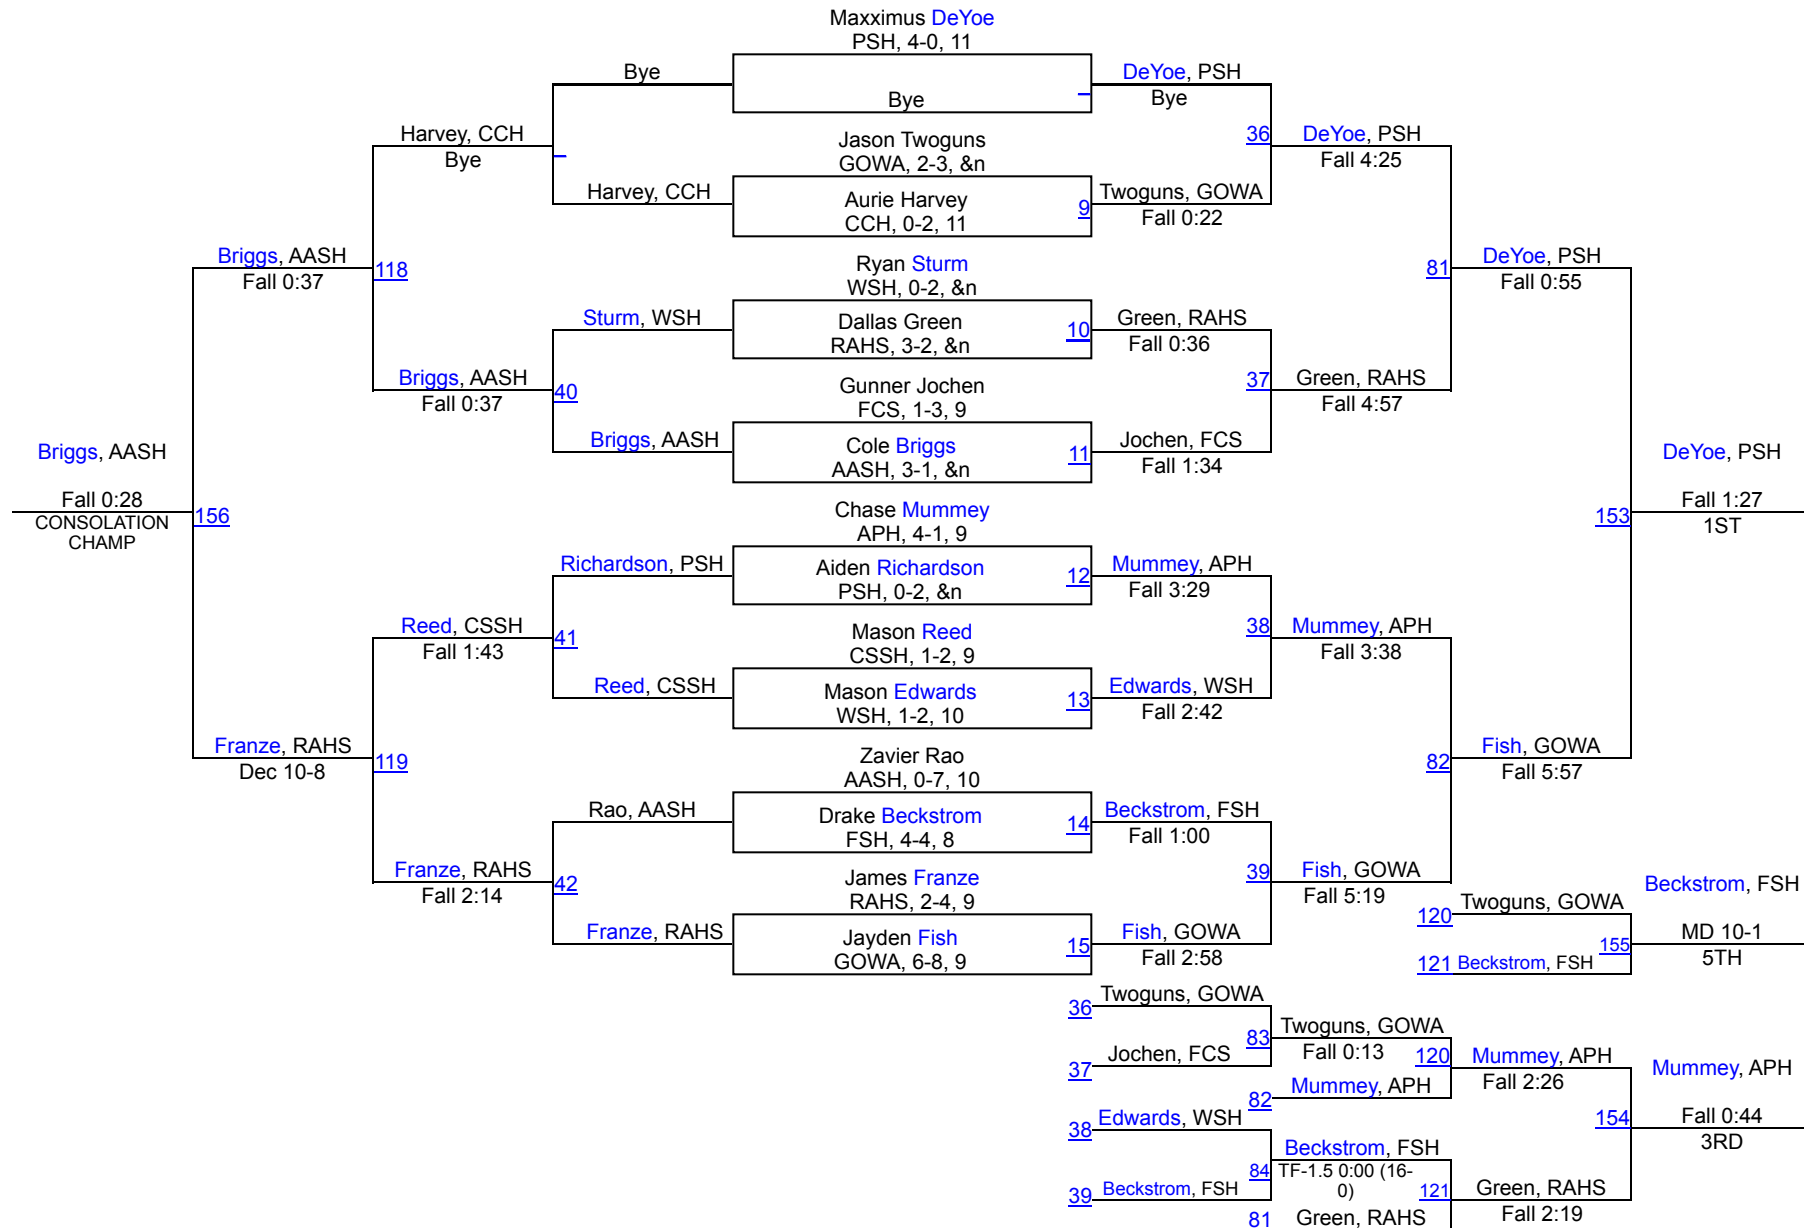 Maxximus DeYoe
PSH, 4-0, 11
Bye
DeYoe, PSH
Bye
Bye
Harvey, CCH
Bye
Jason Twoguns
GOWA, 2-3, &n
36
DeYoe, PSH
Fall 4:25
Harvey, CCH
Aurie Harvey
CCH, 0-2, 11
9
Twoguns, GOWA
Fall 0:22
Briggs, AASH
Fall 0:37
118
Ryan Sturm
WSH, 0-2, &n
81
DeYoe, PSH
Fall 0:55
Sturm, WSH
Dallas Green
RAHS, 3-2, &n
10
Green, RAHS
Fall 0:36
Briggs, AASH
Fall 0:37
40
Gunner Jochen
FCS, 1-3, 9
37
Green, RAHS
Fall 4:57
Briggs, AASH
Cole Briggs
AASH, 3-1, &n
11
Jochen, FCS
Fall 1:34
Briggs, AASH
Fall 0:28
CONSOLATION
CHAMP
156
DeYoe, PSH
Fall 1:27
1ST
153
Chase Mummey
APH, 4-1, 9
Richardson, PSH
Aiden Richardson
PSH, 0-2, &n
12
Mummey, APH
Fall 3:29
Reed, CSSH
Fall 1:43
41
Mason Reed
CSSH, 1-2, 9
38
Mummey, APH
Fall 3:38
Reed, CSSH
Mason Edwards
WSH, 1-2, 10
13
Edwards, WSH
Fall 2:42
Franze, RAHS
Dec 10-8
119
Zavier Rao
AASH, 0-7, 10
82
Fish, GOWA
Fall 5:57
Rao, AASH
Drake Beckstrom
FSH, 4-4, 8
14
Beckstrom, FSH
Fall 1:00
Franze, RAHS
Fall 2:14
42
James Franze
RAHS, 2-4, 9
39
Fish, GOWA
Fall 5:19
Franze, RAHS
Jayden Fish
GOWA, 6-8, 9
15
Fish, GOWA
Fall 2:58
120
Twoguns, GOWA
Beckstrom, FSH
MD 10-1
5TH
155
121
Beckstrom, FSH
36
Twoguns, GOWA
83
Twoguns, GOWA
Fall 0:13
37
Jochen, FCS
120
Mummey, APH
Fall 2:26
82
Mummey, APH
Mummey, APH
Fall 0:44
3RD
154
38
Edwards, WSH
84
Beckstrom, FSH
TF-1.5 0:00 (16-
0)
39
Beckstrom, FSH
121
Green, RAHS
Fall 2:19
81
Green, RAHS